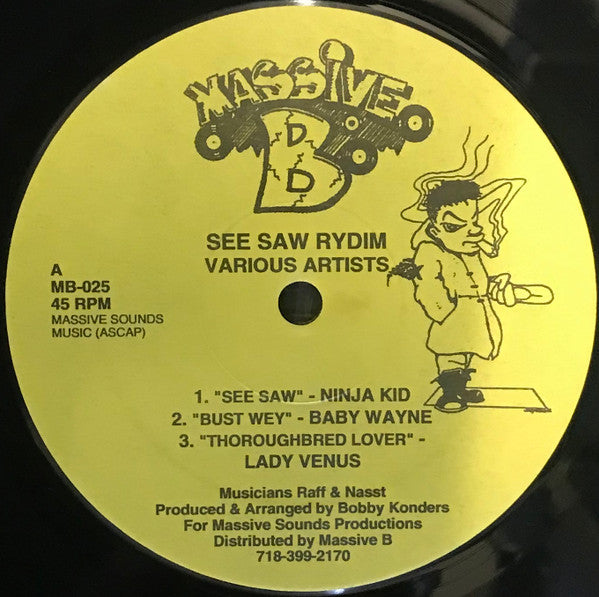 MASSIVE
B
SEE SAW RYDIM
VARIOUS ARTISTS
A
MB-025
45 RPM
MASSIVE SOUNDS
MUSIC (ASCAP)
1. "SEE SAW" - NINJA KID
2. "BUST WEY" - BABY WAYNE
3. "THOROUGHBRED LOVER" -
LADY VENUS
Musicians Raff & Nasst
Produced & Arranged by Bobby Konders
For Massive Sounds Productions
Distributed by Massive B
718-399-2170